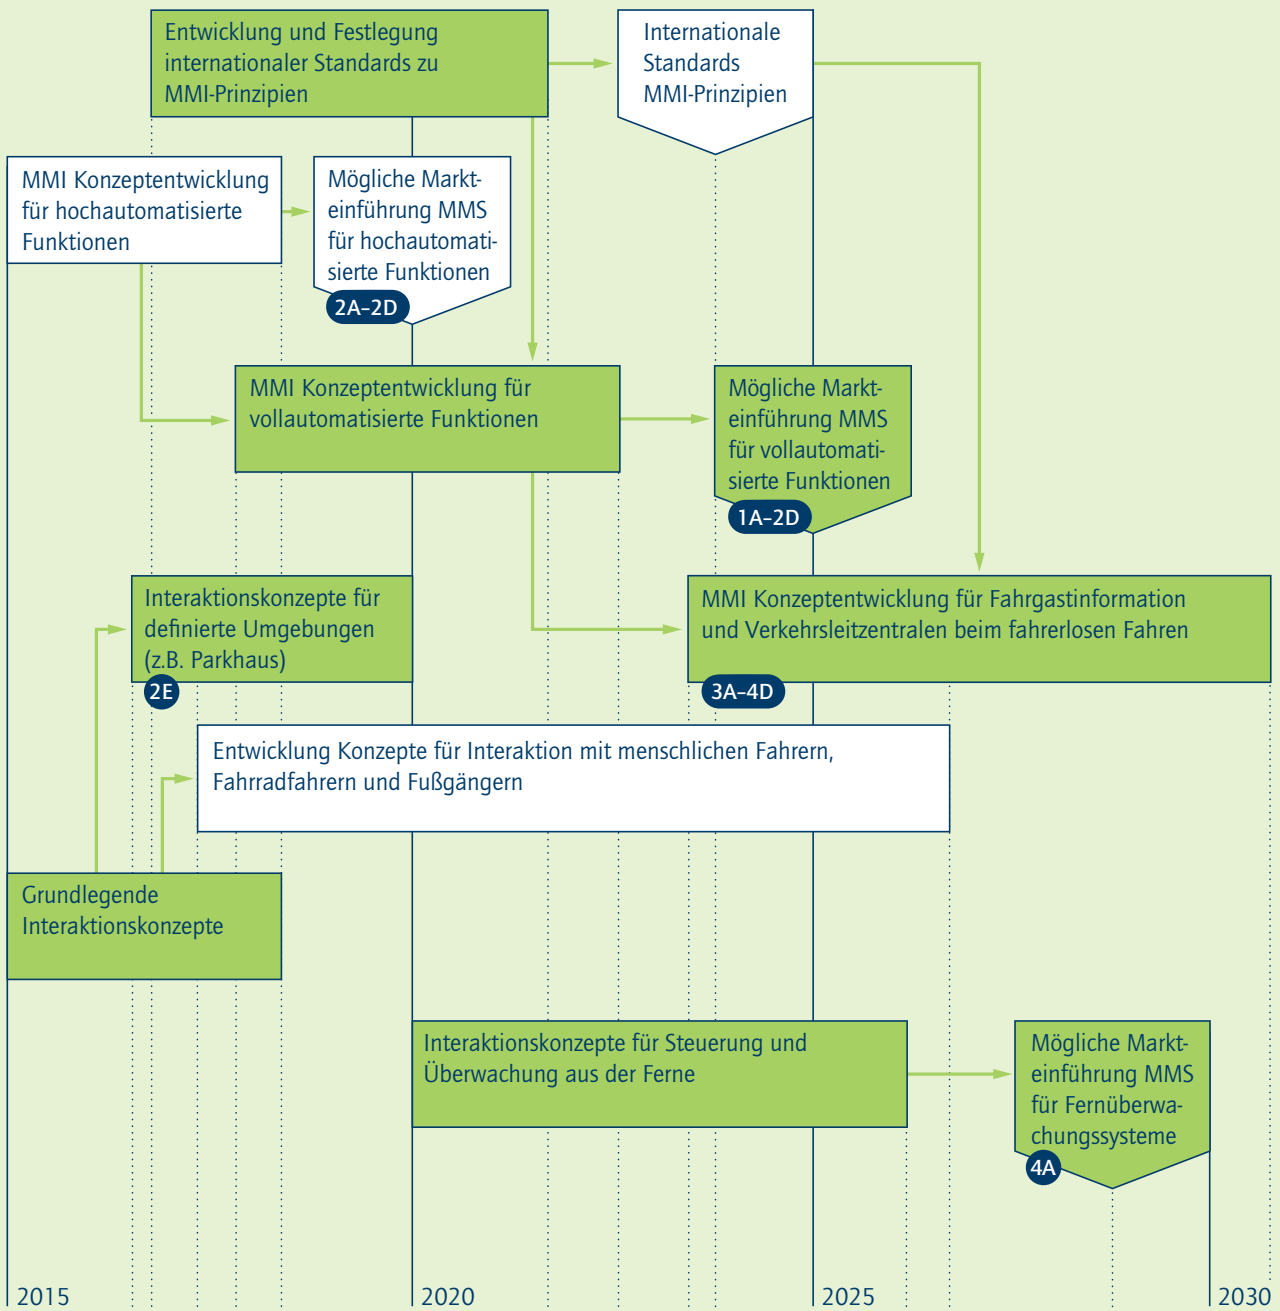 Entwicklung und Festlegung
internationaler Standards zu
MMI-Prinzipien
Internationale
Standards
MMI-Prinzipien
MMI Konzeptentwicklung
für hochautomatisierte
Funktionen
Mögliche Markt-
einführung MMS
für hochautomati-
sierte Funktionen
2A–2D
MMI Konzeptentwicklung für
vollautomatisierte Funktionen
Mögliche Markt-
einführung MMS
für vollautomati-
sierte Funktionen
1A–2D
Interaktionskonzepte für
definierte Umgebungen
(z.B. Parkhaus)
2E
MMI Konzeptentwicklung für Fahrgastinformation
und Verkehrsleitzentralen beim fahrerlosen Fahren
3A–4D
Entwicklung Konzepte für Interaktion mit menschlichen Fahrern,
Fahrradfahrern und Fußgängern
Grundlegende
Interaktionskonzepte
Interaktionskonzepte für Steuerung und
Überwachung aus der Ferne
Mögliche Markt-
einführung MMS
für Fernüberwa-
chungssysteme
4A
2015
2020
2025
2030